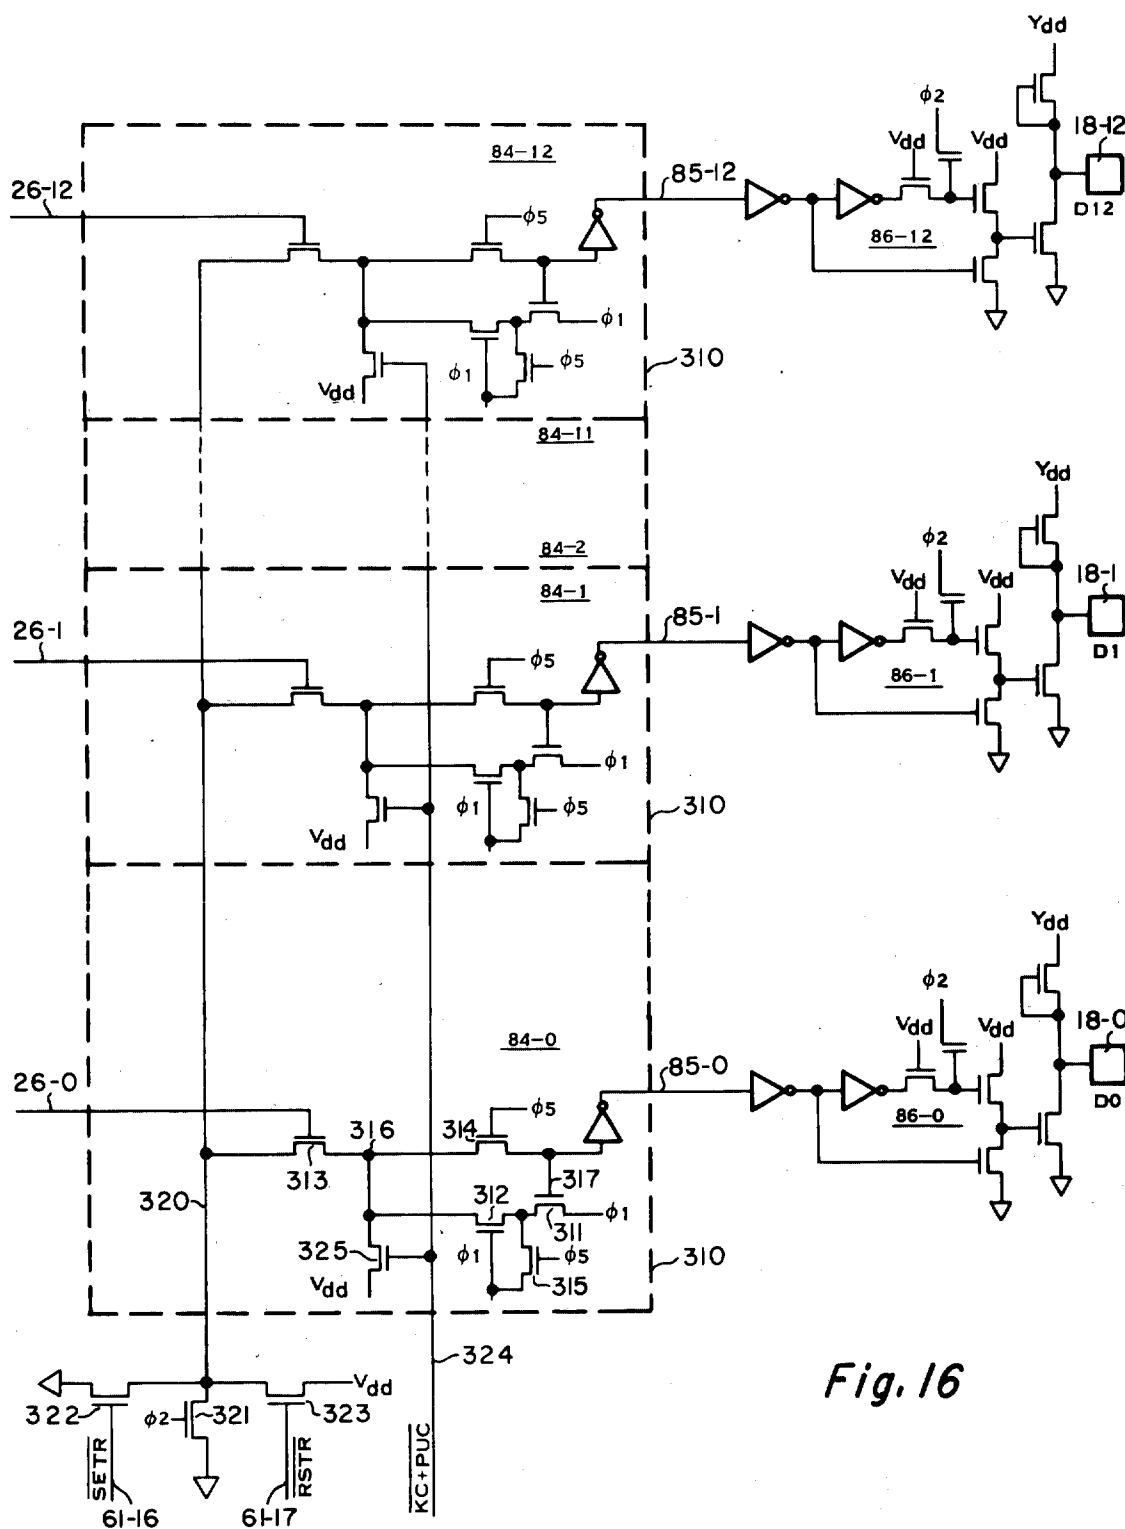 Ydd
φ2
18-12
Vdd
Vdd
84-12
85-12
26-12
φ5
D12
86-12
φ1
φ1
φ5
310
Vdd
84-11
Ydd
84-2
φ2
84-1
Vdd
Vdd
18-1
85-1
26-1
φ5
D1
86-1
φ1
φ1
φ5
310
Vdd
Ydd
φ2
18-0
Vdd
Vdd
84-0
85-0
26-0
φ5
D0
86-0
316
314
313
317
320
312
311
φ1
325
φ1
φ5
310
Vdd
315
324
Vdd
322
φ2
321
323
SETR
RSTR
KC+PUC
61-16
61-17
Fig. 16